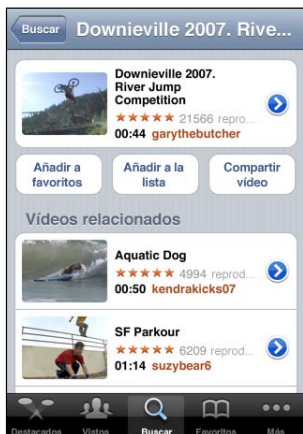 Buscar
Downieville 2007. Rive...
Downieville 2007.
River Jump
Competition
21566 repro...
00:44 garythebutcher
Añadir a
favoritos
Añadir a la
lista
Compartir
vídeo
Vídeos relacionados
Aquatic Dog
4994 reprod...
00:50 kendrakicks07
SF Parkour
6209 reprod...
01:14 suzybear6
Destacados
Vistos
Buscar
Favoritos
Más